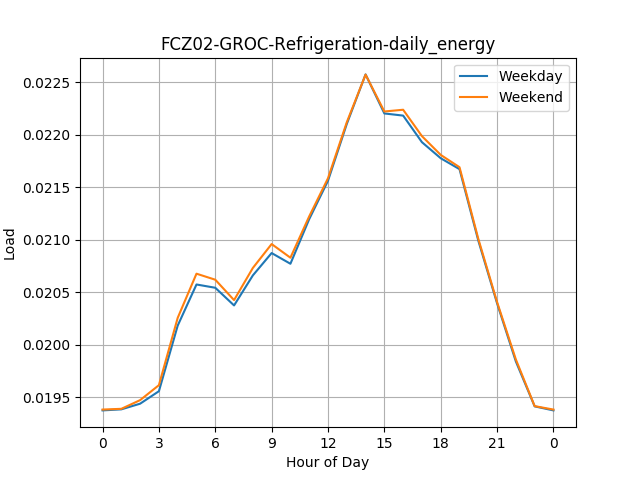 FCZ02-GROC-Refrigeration-daily_energy
Weekday
Weekend
0.0225
0.0220
0.0215
0.0210
0.0205
0.0200
0.0195
Load
0 3 6 9 12 15 18 21 0
Hour of Day